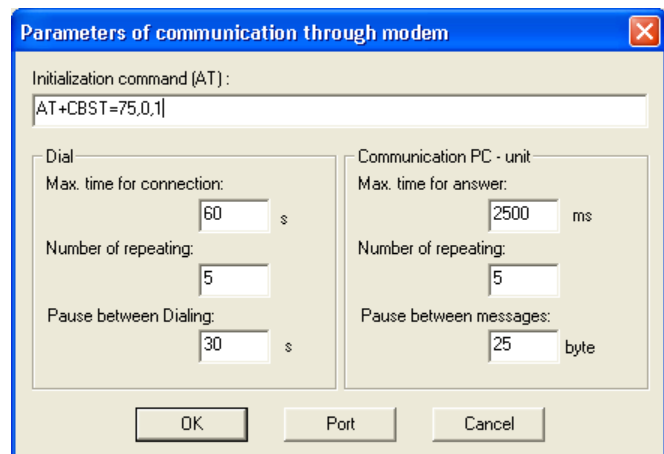 Parameters of communication through modem
Initialization command (AT) :
AT+CBST=75,0,1
Dial
Max. time for connection:
60 s
Number of repeating:
5
Pause between Dialing:
30 s
Communication PC - unit
Max. time for answer:
2500 ms
Number of repeating:
5
Pause between messages:
25 byte
OK Port Cancel